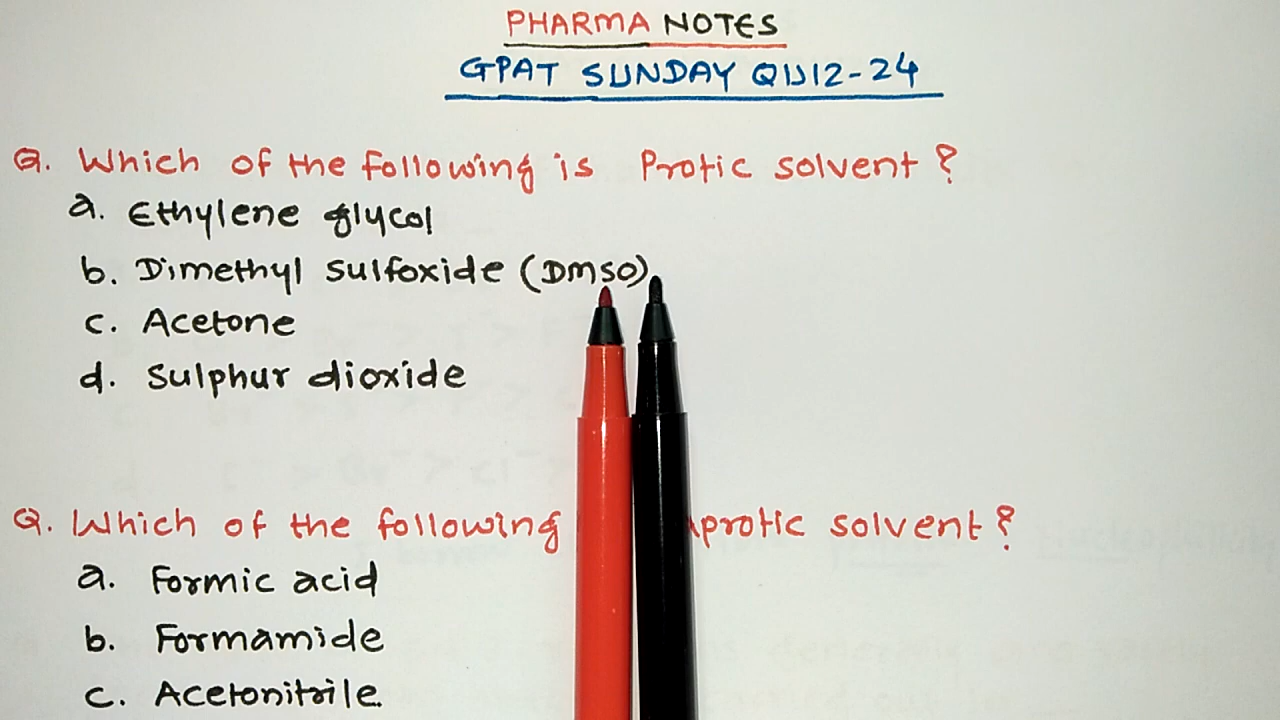 PHARMA NOTES
GPAT SUNDAY QUIZ-24
Q. Which of the following is Protic solvent?
a. Ethylene glycol
b. Dimethyl Sulfoxide (DMSO)
c. Acetone
d. Sulphur dioxide
Q. Which of the following Aprotic solvent?
a. Formic acid
b. Formamide
c. Acetonitrile